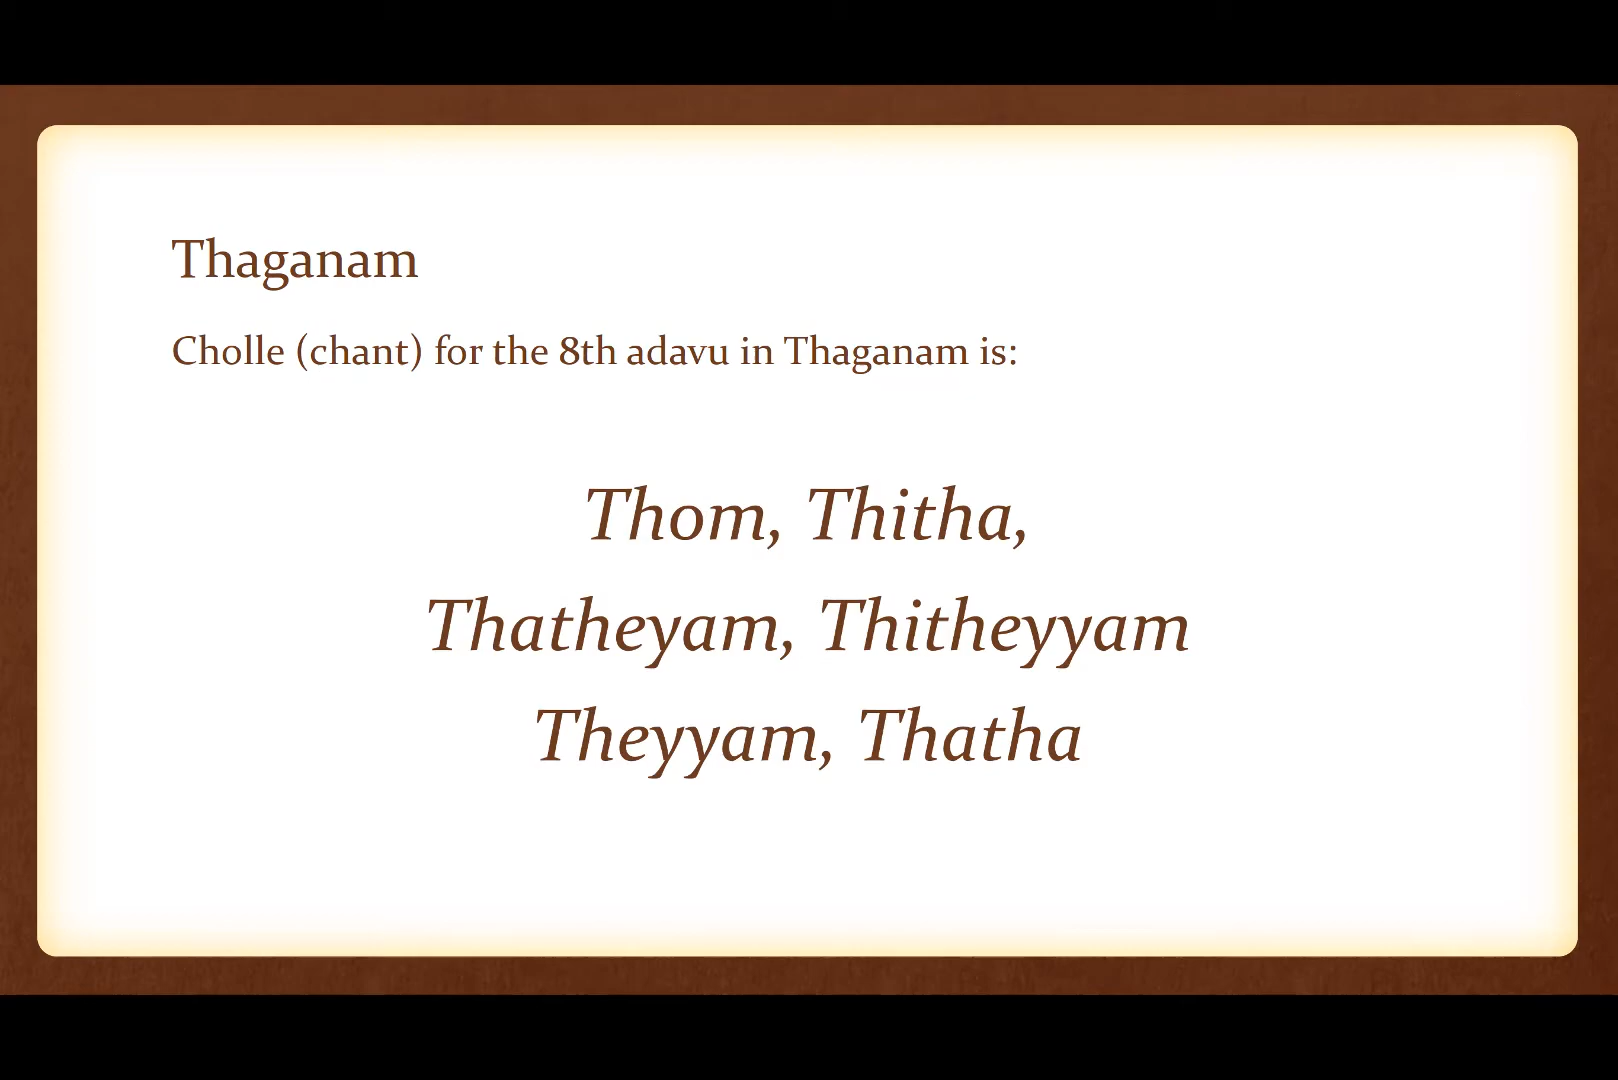 Thaganam
Cholle (chant) for the 8th adavu in Thaganam is:
Thom, Thitha,
Thatheyam, Thitheyyam
Theyyam, Thatha